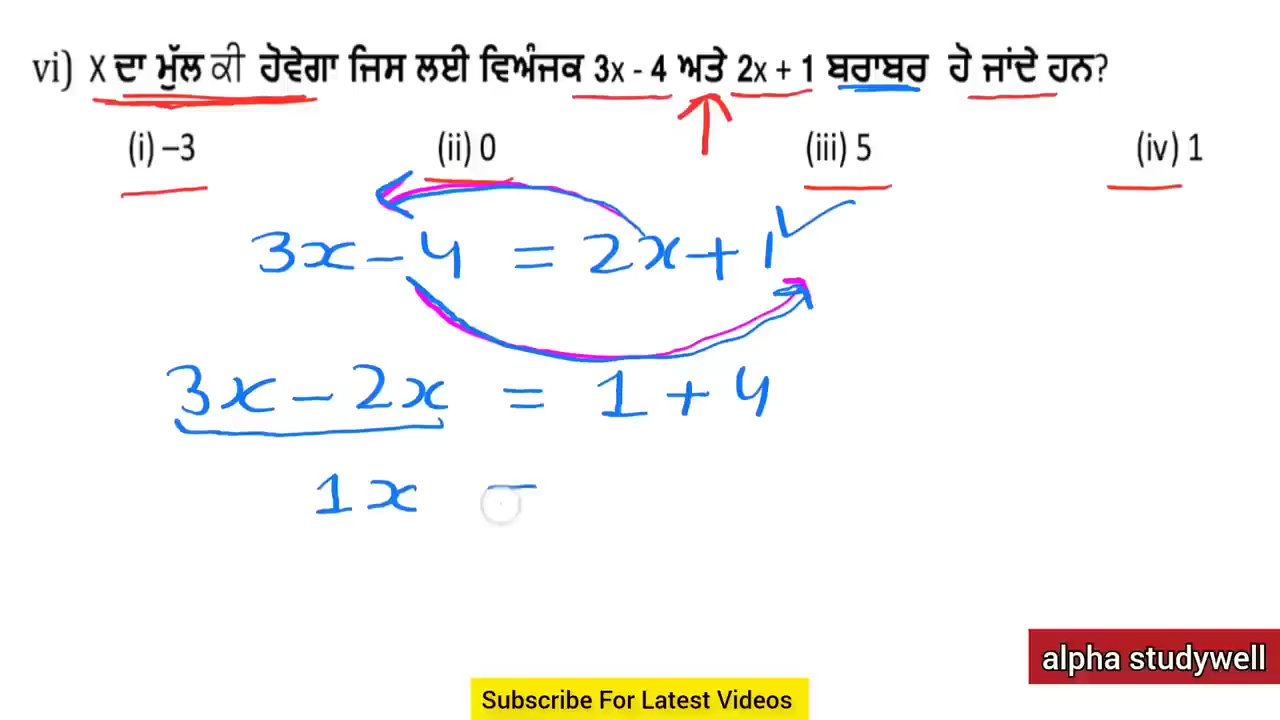 vi) X ਦਾ ਮੁੱਲ ਕੀ ਹੋਵੇਗਾ ਜਿਸ ਲਈ ਵਿਅੰਜਕ 3x - 4 ਅਤੇ 2x + 1 ਬਰਾਬਰ ਹੋ ਜਾਂਦੇ ਹਨ?
(i) –3 (ii) 0 (iii) 5 (iv) 1
3x - 4 = 2x + 1
3x - 2x = 1 + 4
1x
alpha studywell
Subscribe For Latest Videos